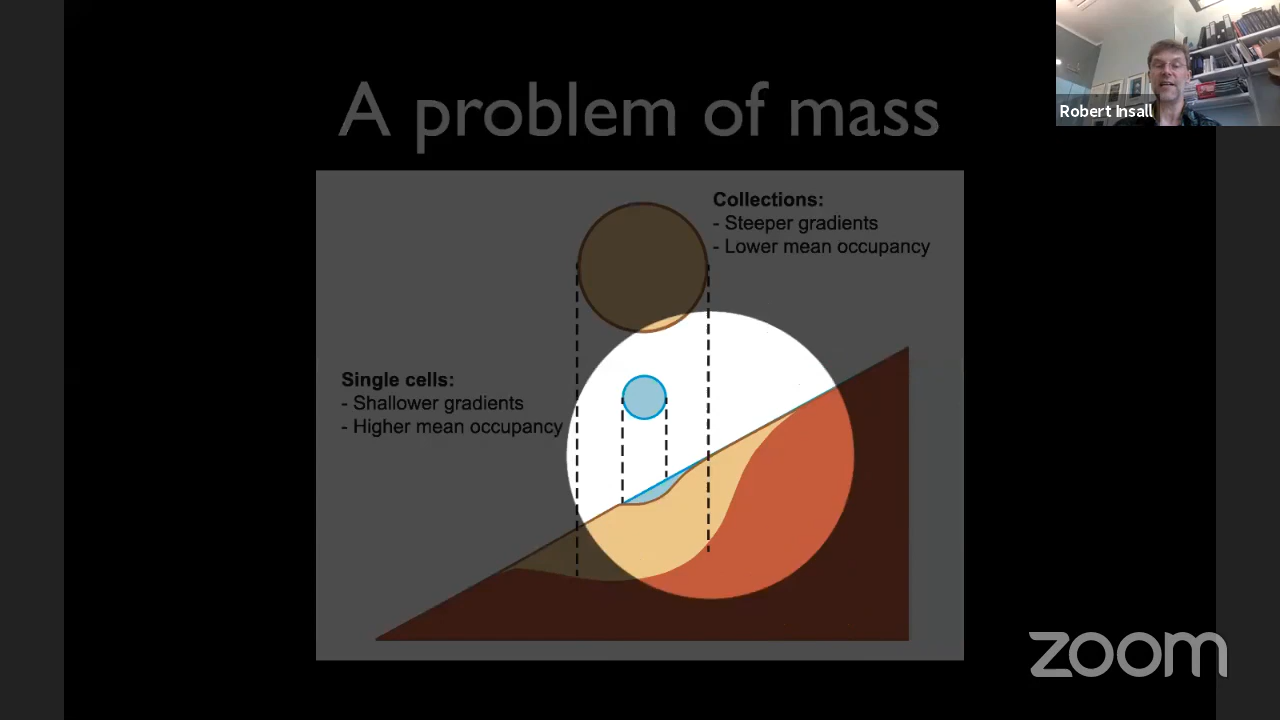 A problem of mass
Robert Insall
Collections:
- Steeper gradients
- Lower mean occupancy
Single cells:
- Shallower gradients
- Higher mean occupancy
zoom